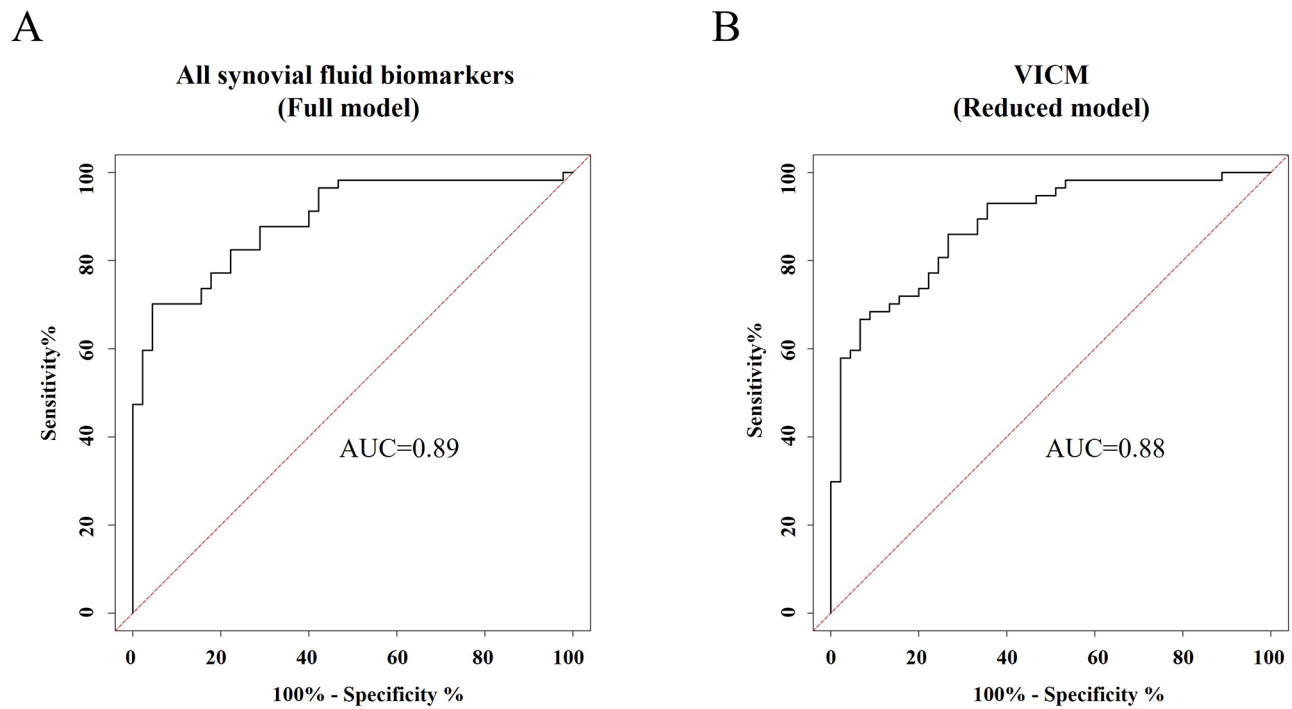 A
All synovial fluid biomarkers
(Full model)
100
80
60
40
20
0
Sensitivity%
AUC=0.89
0 20 40 60 80 100
100% - Specificity %
B
VICM
(Reduced model)
100
80
60
40
20
0
Sensitivity%
AUC=0.88
0 20 40 60 80 100
100% - Specificity %